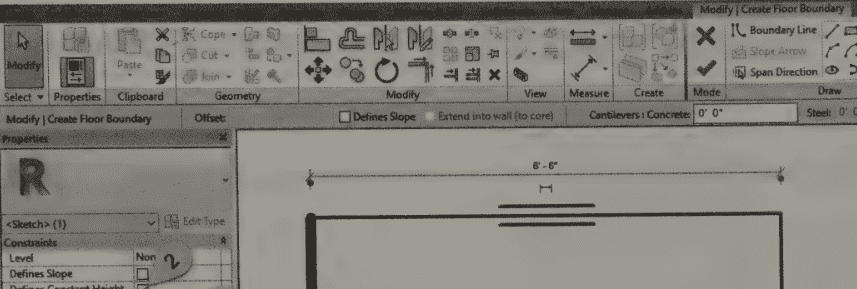 Modify | Create Floor Boundary
Modify
Paste
Cope
Cut
Join
Boundary Line
Slope Arrow
Span Direction
Select
Properties
Clipboard
Geometry
Modify
View
Measure
Create
Mode
Draw
Modify | Create Floor Boundary
Offset:
Defines Slope
Extend into wall (to core)
Cantilevers : Concrete:
0' 0"
Steel:
Properties
R
<Sketch> (1)
Edit Type
Constraints
Level
Defines Slope
2
6' - 6"